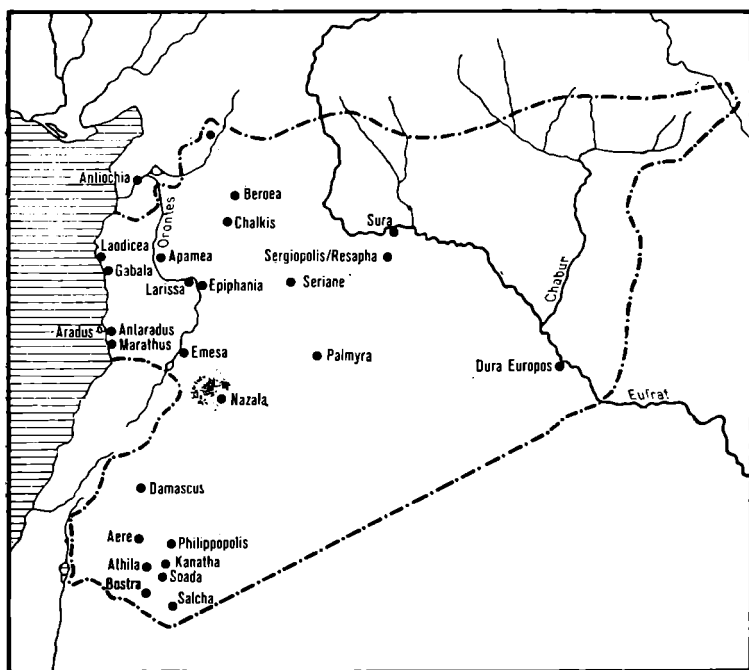 Anliochia
Beroea
Chalkis
Orontes
Sura
Laodicea
Apamea
Sergiopolis/Resapha
Gabala
Larissa
Epiphania
Seriane
Chabur
Aradus
Antaradus
Marathus
Emesa
Palmyra
Dura Europos
Nazala
Eufrat
Damascus
Aere
Philippopolis
Athila
Kanatha
Soada
Bostra
Salcha